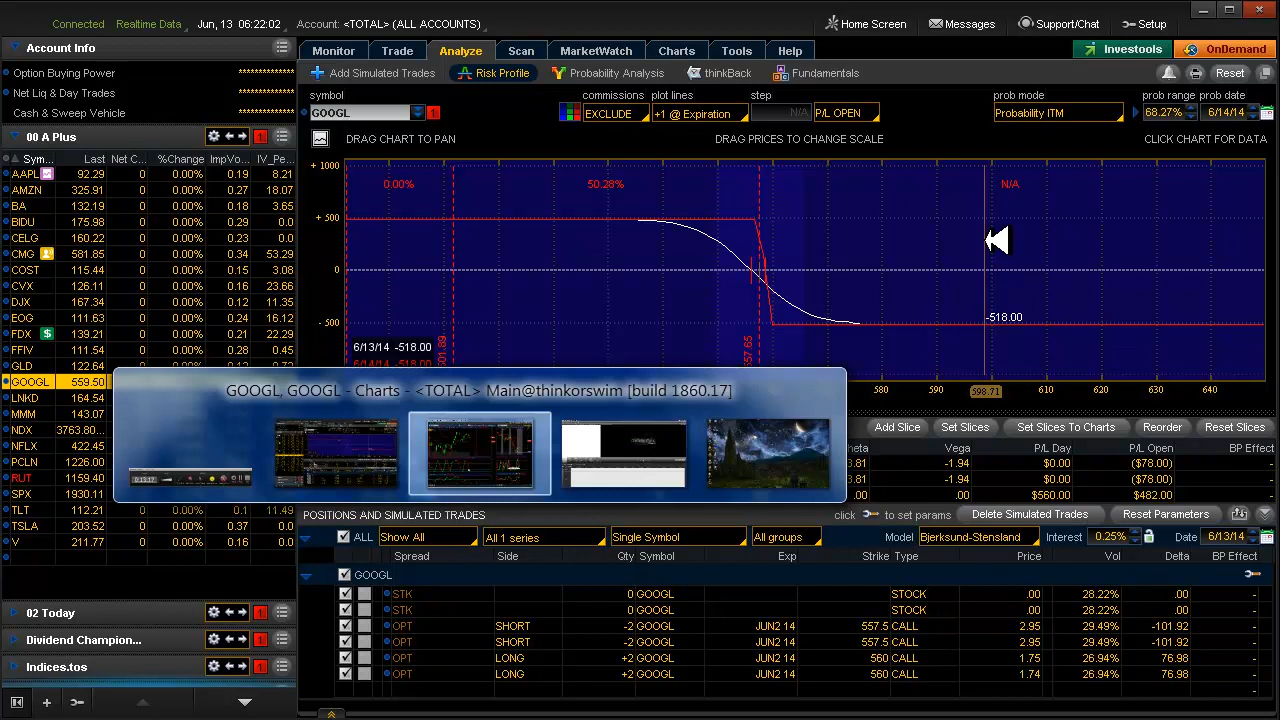 Connected Realtime Data Jun, 13 06:22:02 Account: <TOTAL> (ALL ACCOUNTS) Home Screen Messages Support/Chat Setup
Account Info
Option Buying Power *************
Net Liq & Day Trades *************
Cash & Sweep Vehicle *************
00 A Plus 1
Sym... Last Net C... %Change ImpVo... IV_Pe...
AAPL 92.29 0 0.00% 0.19 8.21
AMZN 325.91 0 0.00% 0.27 18.07
BA 132.19 0 0.00% 0.18 3.65
BIDU 175.98 0 0.00% 0.29 0.0
CELG 160.22 0 0.00% 0.23 0.0
CMG 581.85 0 0.00% 0.34 53.29
COST 115.44 0 0.00% 0.15 3.08
CVX 126.11 0 0.00% 0.26 23.66
DJX 167.34 0 0.00% 0.12 11.35
EOG 111.63 0 0.00% 0.24 16.12
FDX 139.21 0 0.00% 0.21 22.29
FFIV 111.54 0 0.00% 0.28 0.45
GLD 122.64
GOOGL 559.50
LNKD 164.54
MMM 143.07
NDX 3763.80...
NFLX 422.45
PCLN 1226.00
RUT 1159.40
SPX 1930.11
TLT 112.21 0 0.00% 0.1 11.49
TSLA 203.52 0 0.00% 0.37 0.0
V 211.77 0 0.00% 0.16 0.0
02 Today 1
Dividend Champion... 1
Indices.tos 1
Monitor Trade Analyze Scan MarketWatch Charts Tools Help Investools OnDemand
Add Simulated Trades Risk Profile Probability Analysis thinkBack Fundamentals Reset
symbol commissions plot lines step prob mode prob range prob date
GOOGL 1 EXCLUDE +1 @ Expiration N/A P/L OPEN Probability ITM 68.27% 6/14/14
DRAG CHART TO PAN DRAG PRICES TO CHANGE SCALE CLICK CHART FOR DATA
+ 1000
0.00% 50.28% N/A
+ 500
0
- 500
-518.00
6/13/14 -518.00
557.65
580 590 598.71 610 620 630 640
GOOGL, GOOGL - Charts - <TOTAL> Main@thinkorswim [build 1860.17]
0:13:17
Add Slice Set Slices Set Slices To Charts Reorder Reset Slices
heta Vega P/L Day P/L Open BP Effect
3.81 -1.94 $0.00 ($78.00)
3.81 -1.94 $0.00 ($78.00)
.00 .00 $560.00 $482.00
POSITIONS AND SIMULATED TRADES click to set params Delete Simulated Trades Reset Parameters
ALL Show All All 1 series Single Symbol All groups Model Bjerksund-Stensland Interest 0.25% Date 6/13/14
Spread Side Qty Symbol Exp Strike Type Price Vol Delta BP Effect
GOOGL -
STK 0 GOOGL STOCK .00 28.22% .00 -
STK 0 GOOGL STOCK .00 28.22% .00 -
OPT SHORT -2 GOOGL JUN2 14 557.5 CALL 2.95 29.49% -101.92 -
OPT SHORT -2 GOOGL JUN2 14 557.5 CALL 2.95 29.49% -101.92 -
OPT LONG +2 GOOGL JUN2 14 560 CALL 1.75 26.94% 76.98 -
OPT LONG +2 GOOGL JUN2 14 560 CALL 1.74 26.94% 76.98 -